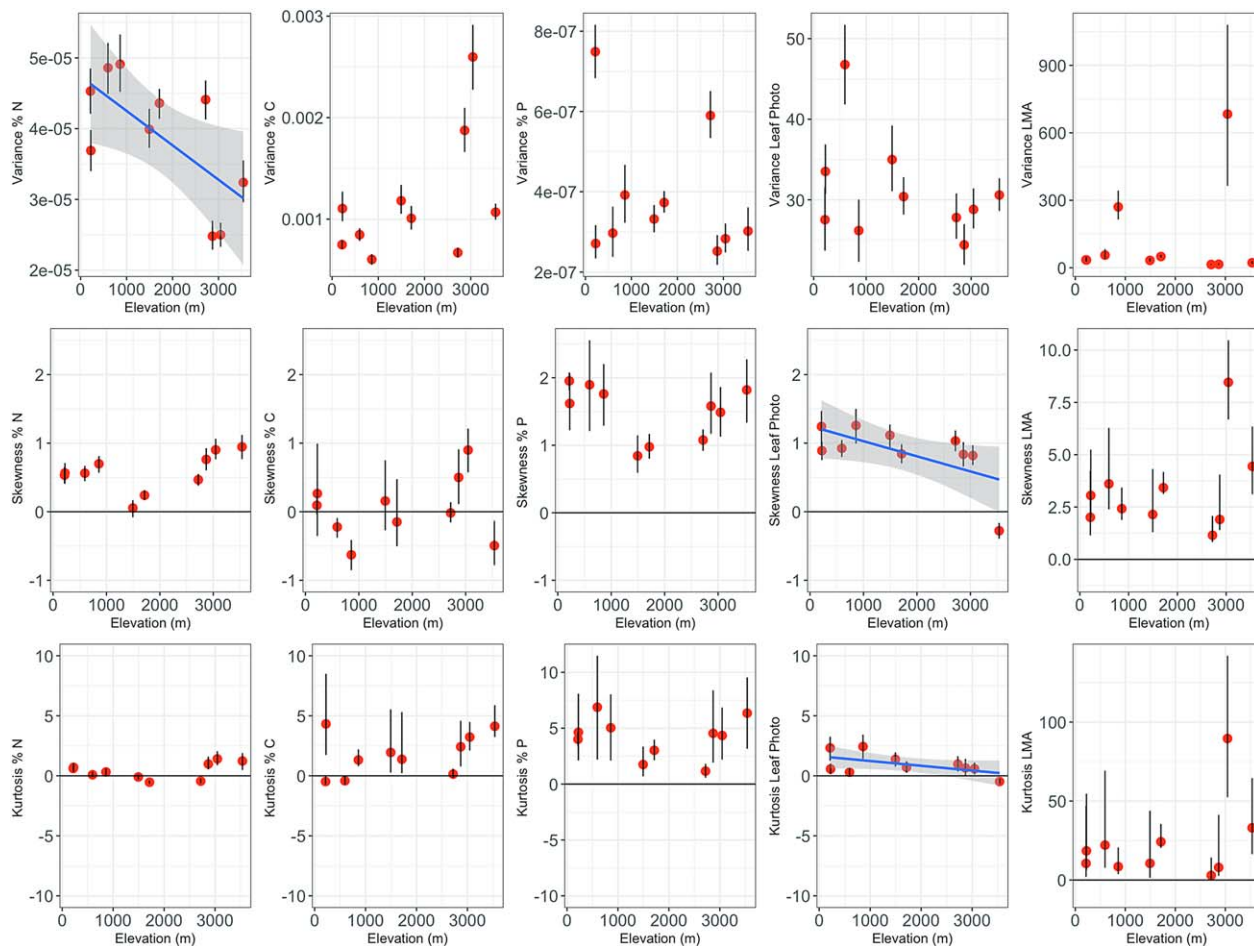 Variance % N
5e-05
4e-05
3e-05
2e-05
0 1000 2000 3000
Elevation (m)
Variance % C
0.003
0.002
0.001
0 1000 2000 3000
Elevation (m)
Variance % P
8e-07
6e-07
4e-07
2e-07
0 1000 2000 3000
Elevation (m)
Variance Leaf Photo
50
40
30
0 1000 2000 3000
Elevation (m)
Variance LMA
900
600
300
0
0 1000 2000 3000
Elevation (m)
Skewness % N
2
1
0
-1
0 1000 2000 3000
Elevation (m)
Skewness % C
2
1
0
-1
0 1000 2000 3000
Elevation (m)
Skewness % P
2
1
0
-1
0 1000 2000 3000
Elevation (m)
Skewness Leaf Photo
2
1
0
-1
0 1000 2000 3000
Elevation (m)
Skewness LMA
10.0
7.5
5.0
2.5
0.0
0 1000 2000 3000
Elevation (m)
Kurtosis % N
10
5
0
-5
-10
0 1000 2000 3000
Elevation (m)
Kurtosis % C
10
5
0
-5
-10
0 1000 2000 3000
Elevation (m)
Kurtosis % P
10
5
0
-5
-10
0 1000 2000 3000
Elevation (m)
Kurtosis Leaf Photo
10
5
0
-5
-10
0 1000 2000 3000
Elevation (m)
Kurtosis LMA
100
50
0
0 1000 2000 3000
Elevation (m)